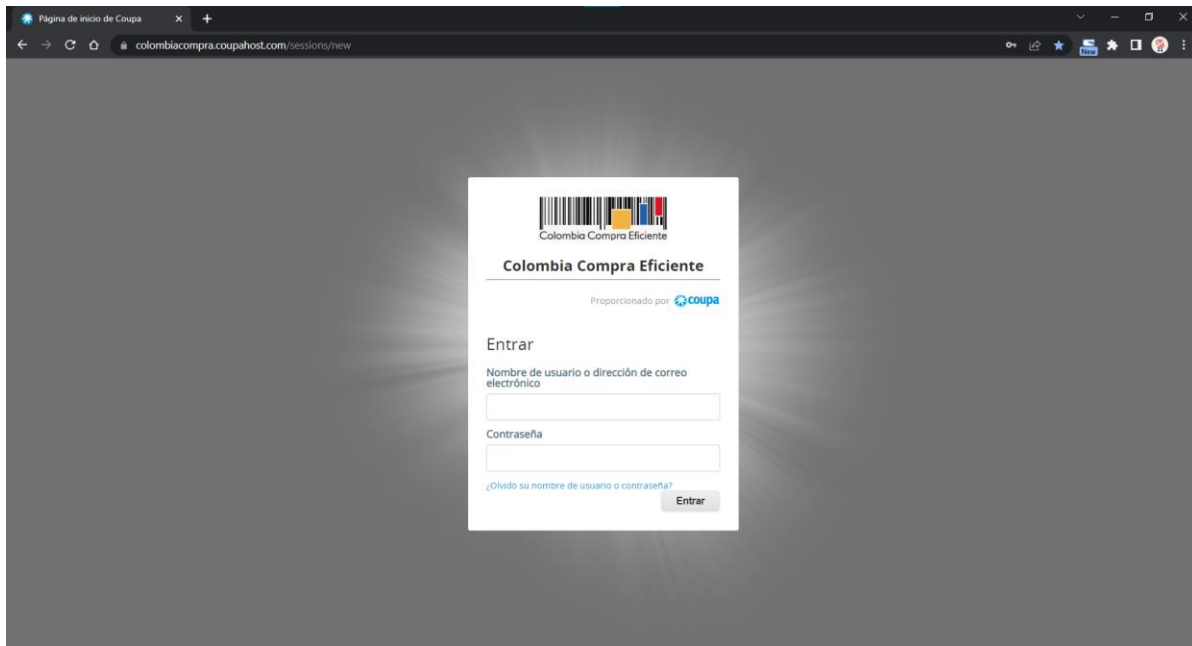 Página de inicio de Coupa
colombiacompra.coupahost.com/sessions/new
New
Colombia Compra Eficiente
Colombia Compra Eficiente
Proporcionado por coupa
Entrar
Nombre de usuario o dirección de correo
electrónico
Contraseña
¿Olvido su nombre de usuario o contraseña?
Entrar